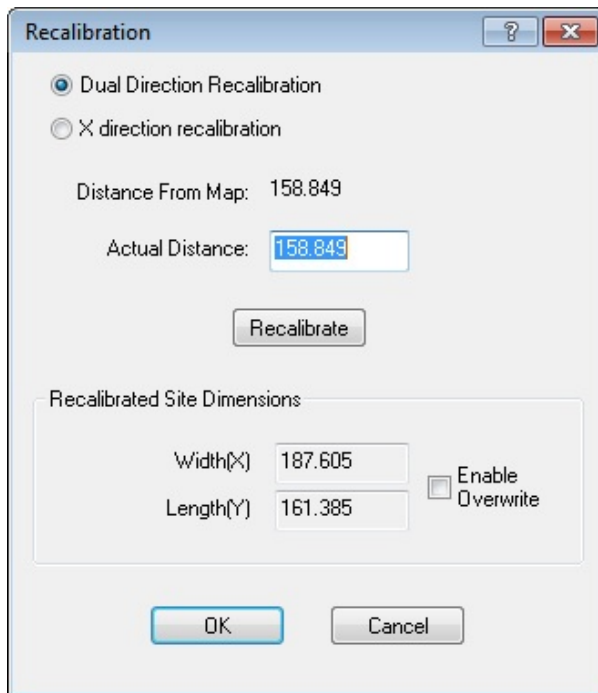 Recalibration
Dual Direction Recalibration
X direction recalibration
Distance From Map: 158.849
Actual Distance: 158.849
Recalibrate
Recalibrated Site Dimensions
Width(X) 187.605
Length(Y) 161.385
Enable
Overwrite
OK Cancel